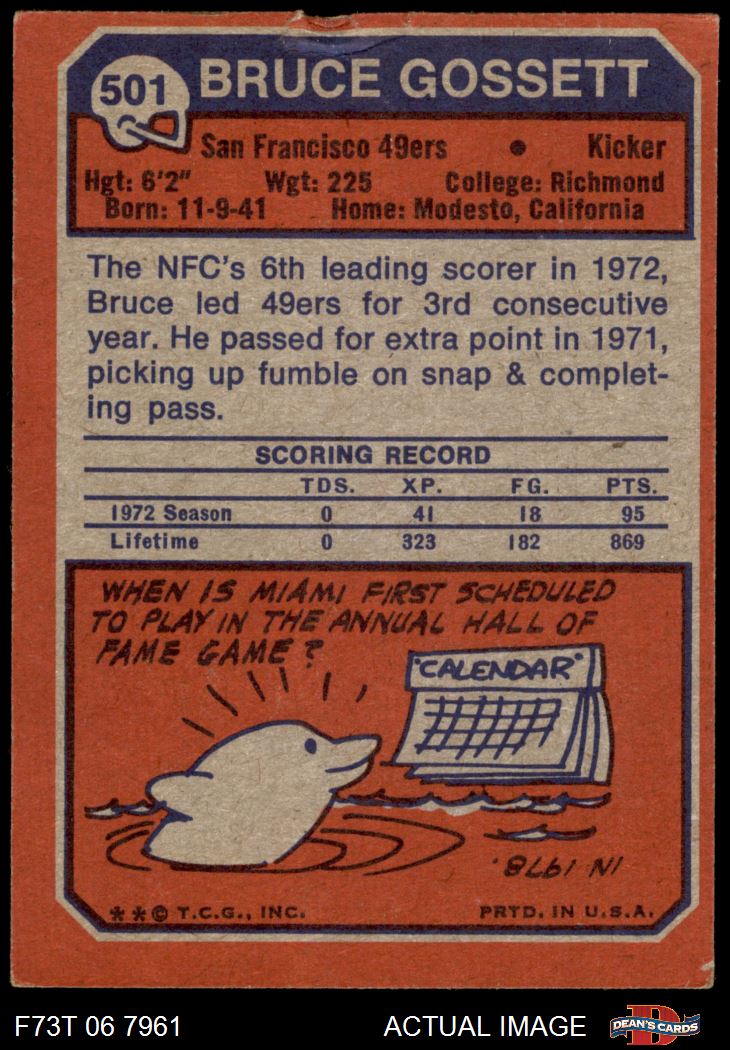 501 BRUCE GOSSETT
San Francisco 49ers • Kicker
Hgt: 6'2" Wgt: 225 College: Richmond
Born: 11-9-41 Home: Modesto, California
The NFC's 6th leading scorer in 1972,
Bruce led 49ers for 3rd consecutive
year. He passed for extra point in 1971,
picking up fumble on snap & complet-
ing pass.
SCORING RECORD
TDS. XP. FG. PTS.
1972 Season 0 41 18 95
Lifetime 0 323 182 869
WHEN IS MIAMI FIRST SCHEDULED
TO PLAY IN THE ANNUAL HALL OF
FAME GAME?
"CALENDAR"
IN 1978.
** © T.C.G., INC. PRTD. IN U.S.A.
F73T 06 7961 ACTUAL IMAGE D DEAN'S CARDS